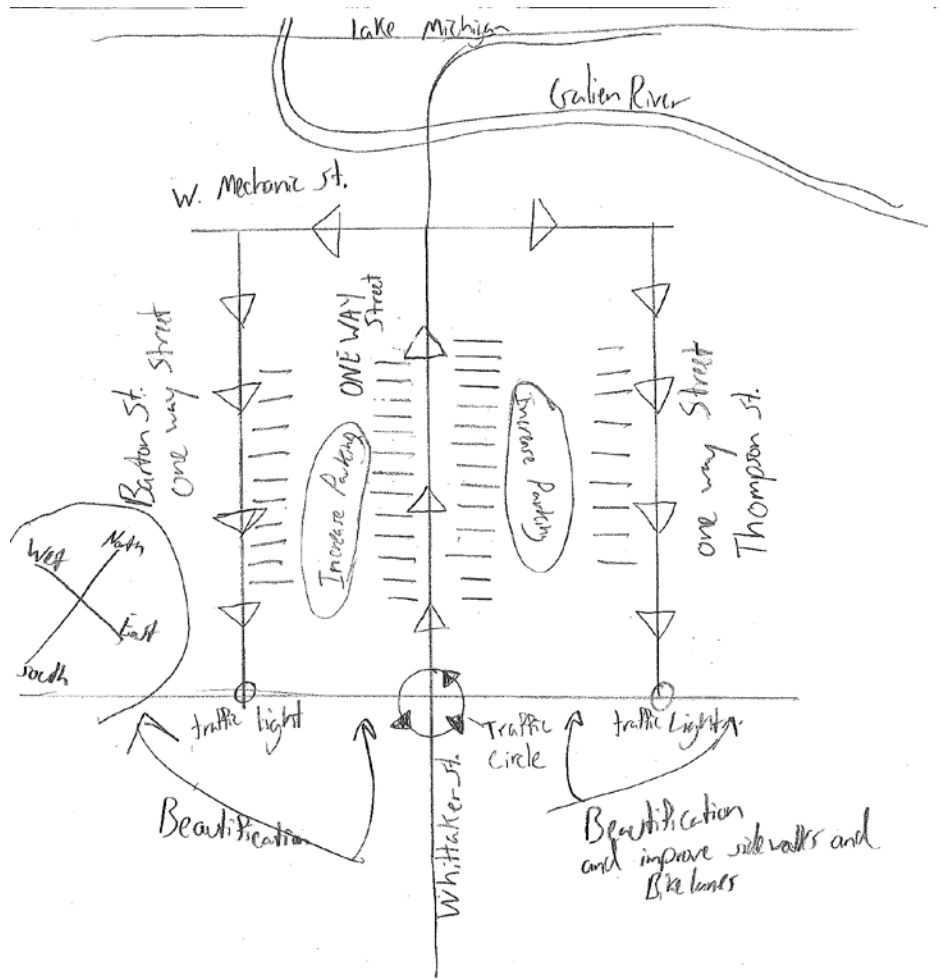 Lake Michigan
Galien River
W. Mechanic St.
ONE WAY
Street
Barton St.
one way Street
Increase Parking
Increase Parking
one way Street
Thompson St.
North
West
East
South
traffic light
Traffic
Circle
traffic Light
Whittaker St.
Beautification
Beautification
and improve sidewalks and
Bike lanes